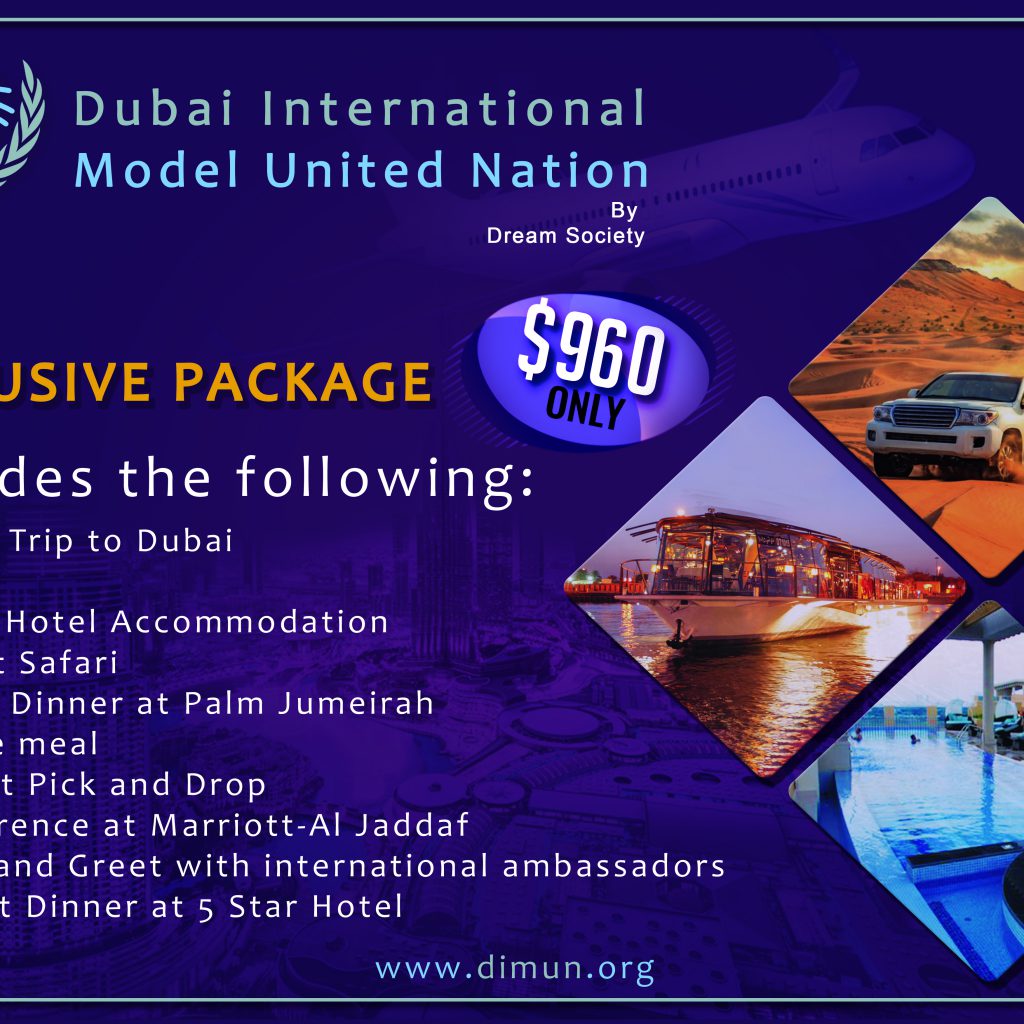 Dubai International
Model United Nation
By
Dream Society
$960
ONLY
USIVE PACKAGE
des the following:
Trip to Dubai
Hotel Accommodation
t Safari
Dinner at Palm Jumeirah
e meal
t Pick and Drop
rence at Marriott-Al Jaddaf
and Greet with international ambassadors
t Dinner at 5 Star Hotel
www.dimun.org